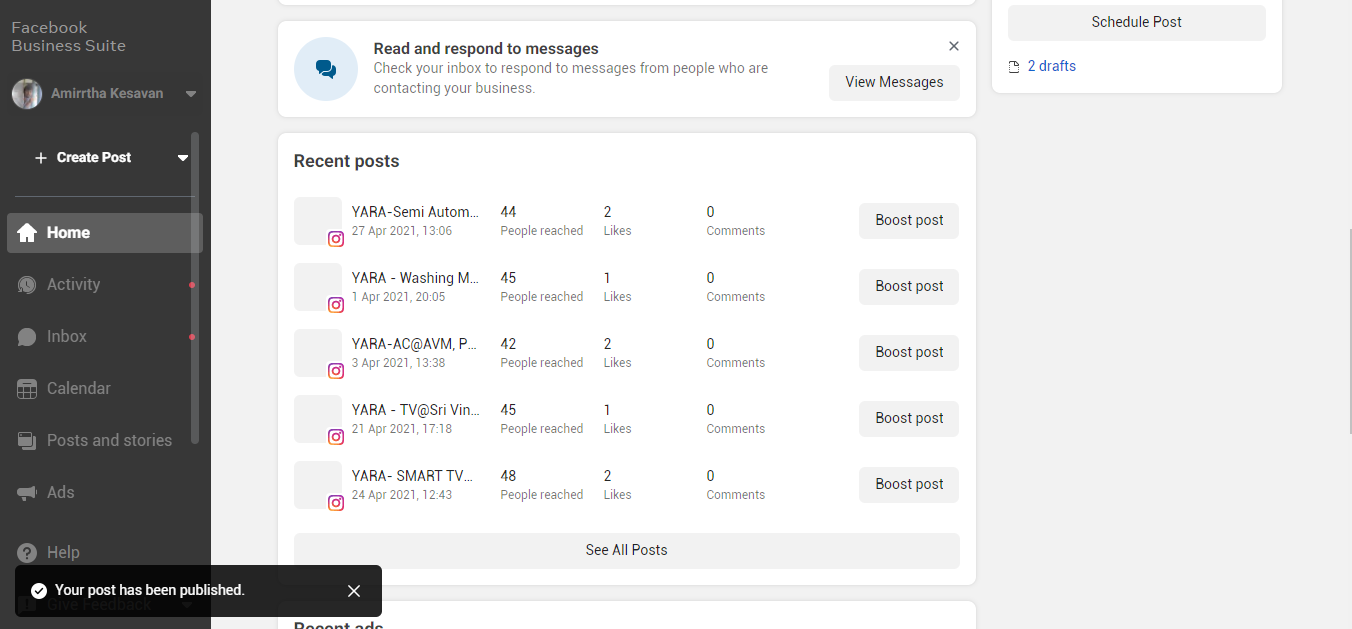 Facebook
Business Suite
Amirrtha Kesavan
Create Post
Home
Activity
Inbox
Calendar
Posts and stories
Ads
Help
Give Feedback
Your post has been published.
Read and respond to messages
Check your inbox to respond to messages from people who are
contacting your business.
View Messages
Recent posts
YARA-Semi Autom... 44 2 0 Boost post
27 Apr 2021, 13:06 People reached Likes Comments
YARA - Washing M... 45 1 0 Boost post
1 Apr 2021, 20:05 People reached Likes Comments
YARA-AC@AVM, P... 42 2 0 Boost post
3 Apr 2021, 13:38 People reached Likes Comments
YARA - TV@Sri Vin... 45 1 0 Boost post
21 Apr 2021, 17:18 People reached Likes Comments
YARA- SMART TV... 48 2 0 Boost post
24 Apr 2021, 12:43 People reached Likes Comments
See All Posts
Recent ads
Schedule Post
2 drafts